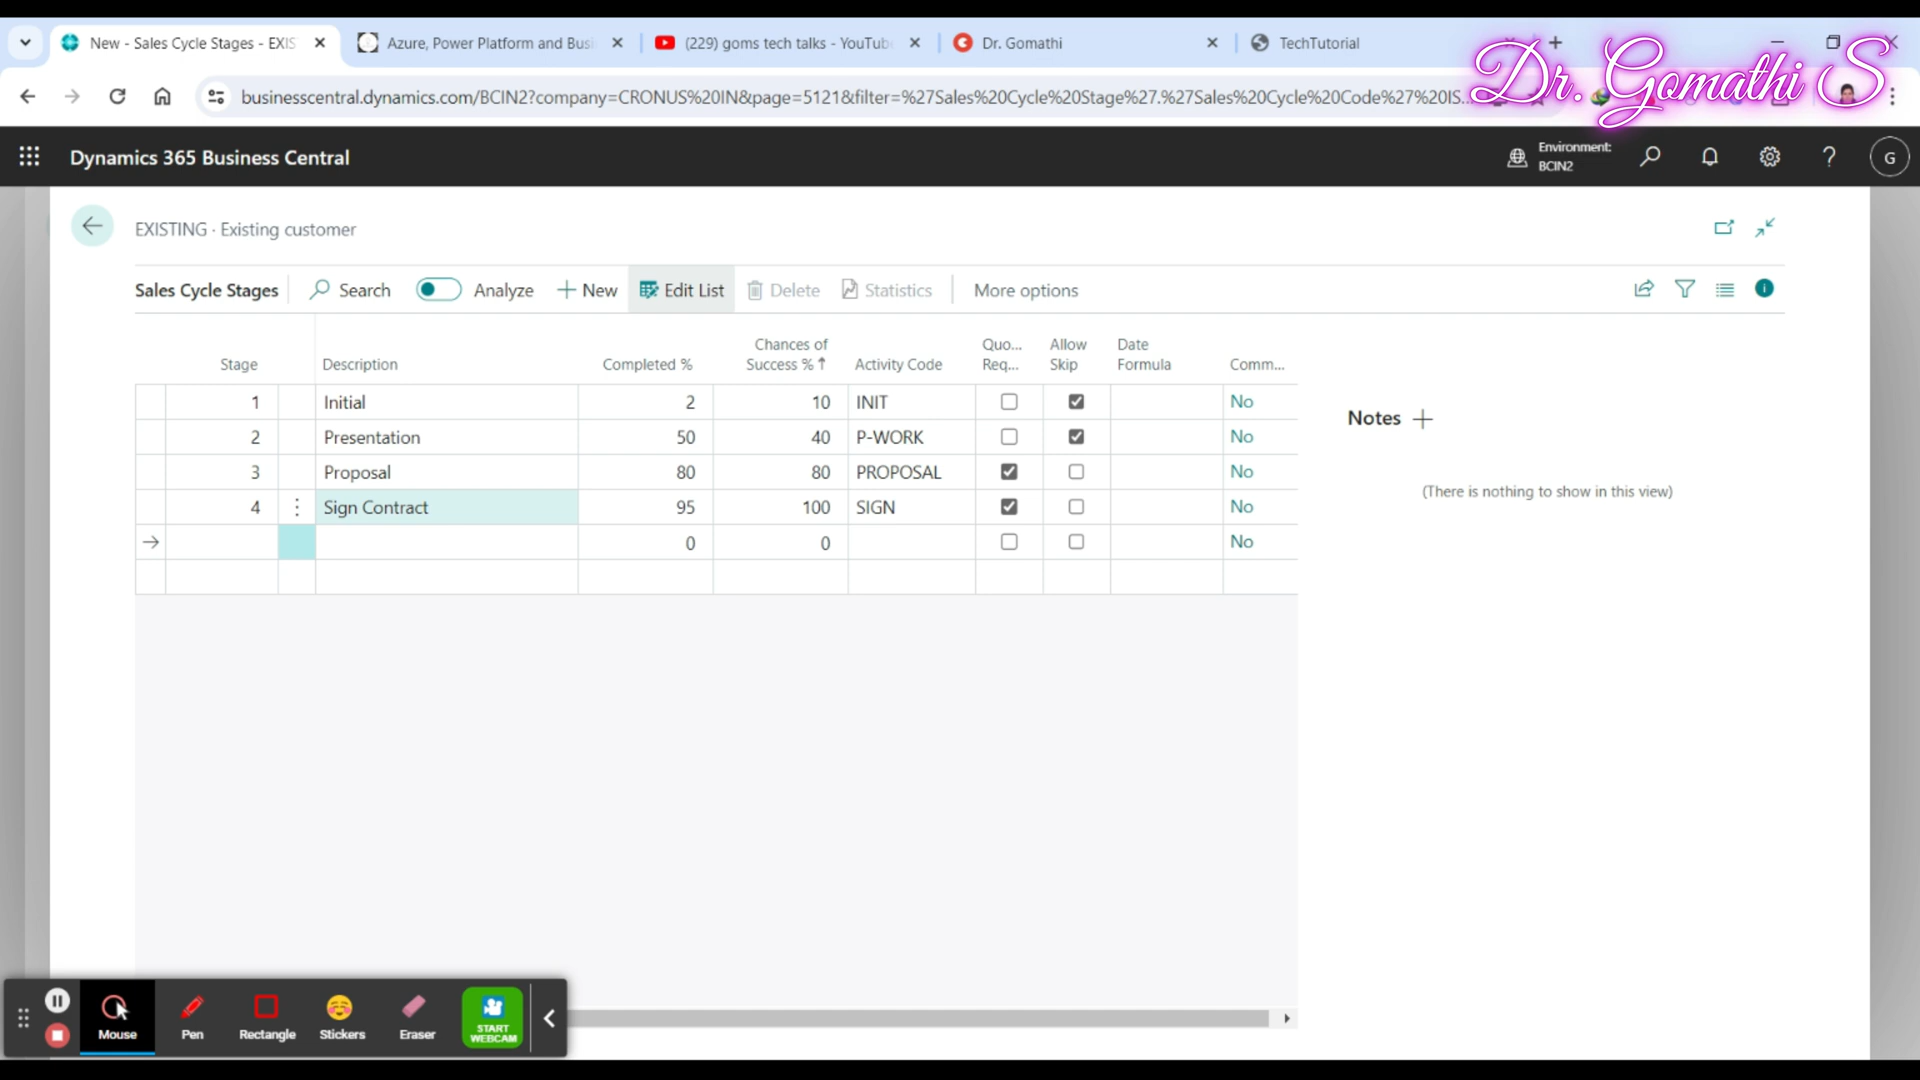 New - Sales Cycle Stages - EXIS
Azure, Power Platform and Busi
(229) goms tech talks - YouTube
Dr. Gomathi
TechTutorial
Dr. Gomathi S
businesscentral.dynamics.com/BCIN2?company=CRONUS%20IN&page=5121&filter=%27Sales%20Cycle%20Stage%27.%27Sales%20Cycle%20Code%27%20IS...
Dynamics 365 Business Central
Environment:
BCIN2
?
G
EXISTING · Existing customer
Sales Cycle Stages
Search
Analyze
New
Edit List
Delete
Statistics
More options
Stage
Description
Completed %
Chances of
Success % ↑
Activity Code
Quo...
Req...
Allow
Skip
Date
Formula
Comm...
1 Initial 2 10 INIT No
2 Presentation 50 40 P-WORK No
3 Proposal 80 80 PROPOSAL No
4 Sign Contract 95 100 SIGN No
0 0 No
Notes
(There is nothing to show in this view)
Mouse
Pen
Rectangle
Stickers
Eraser
START
WEBCAM